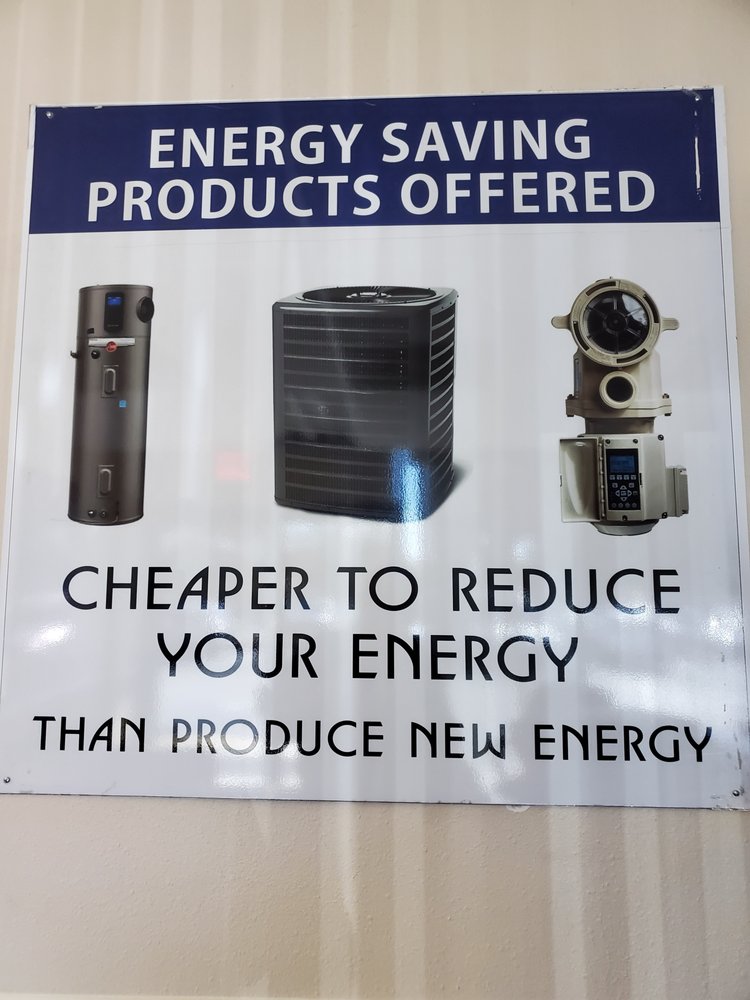 ENERGY SAVING
PRODUCTS OFFERED
CHEAPER TO REDUCE
YOUR ENERGY
THAN PRODUCE NEW ENERGY